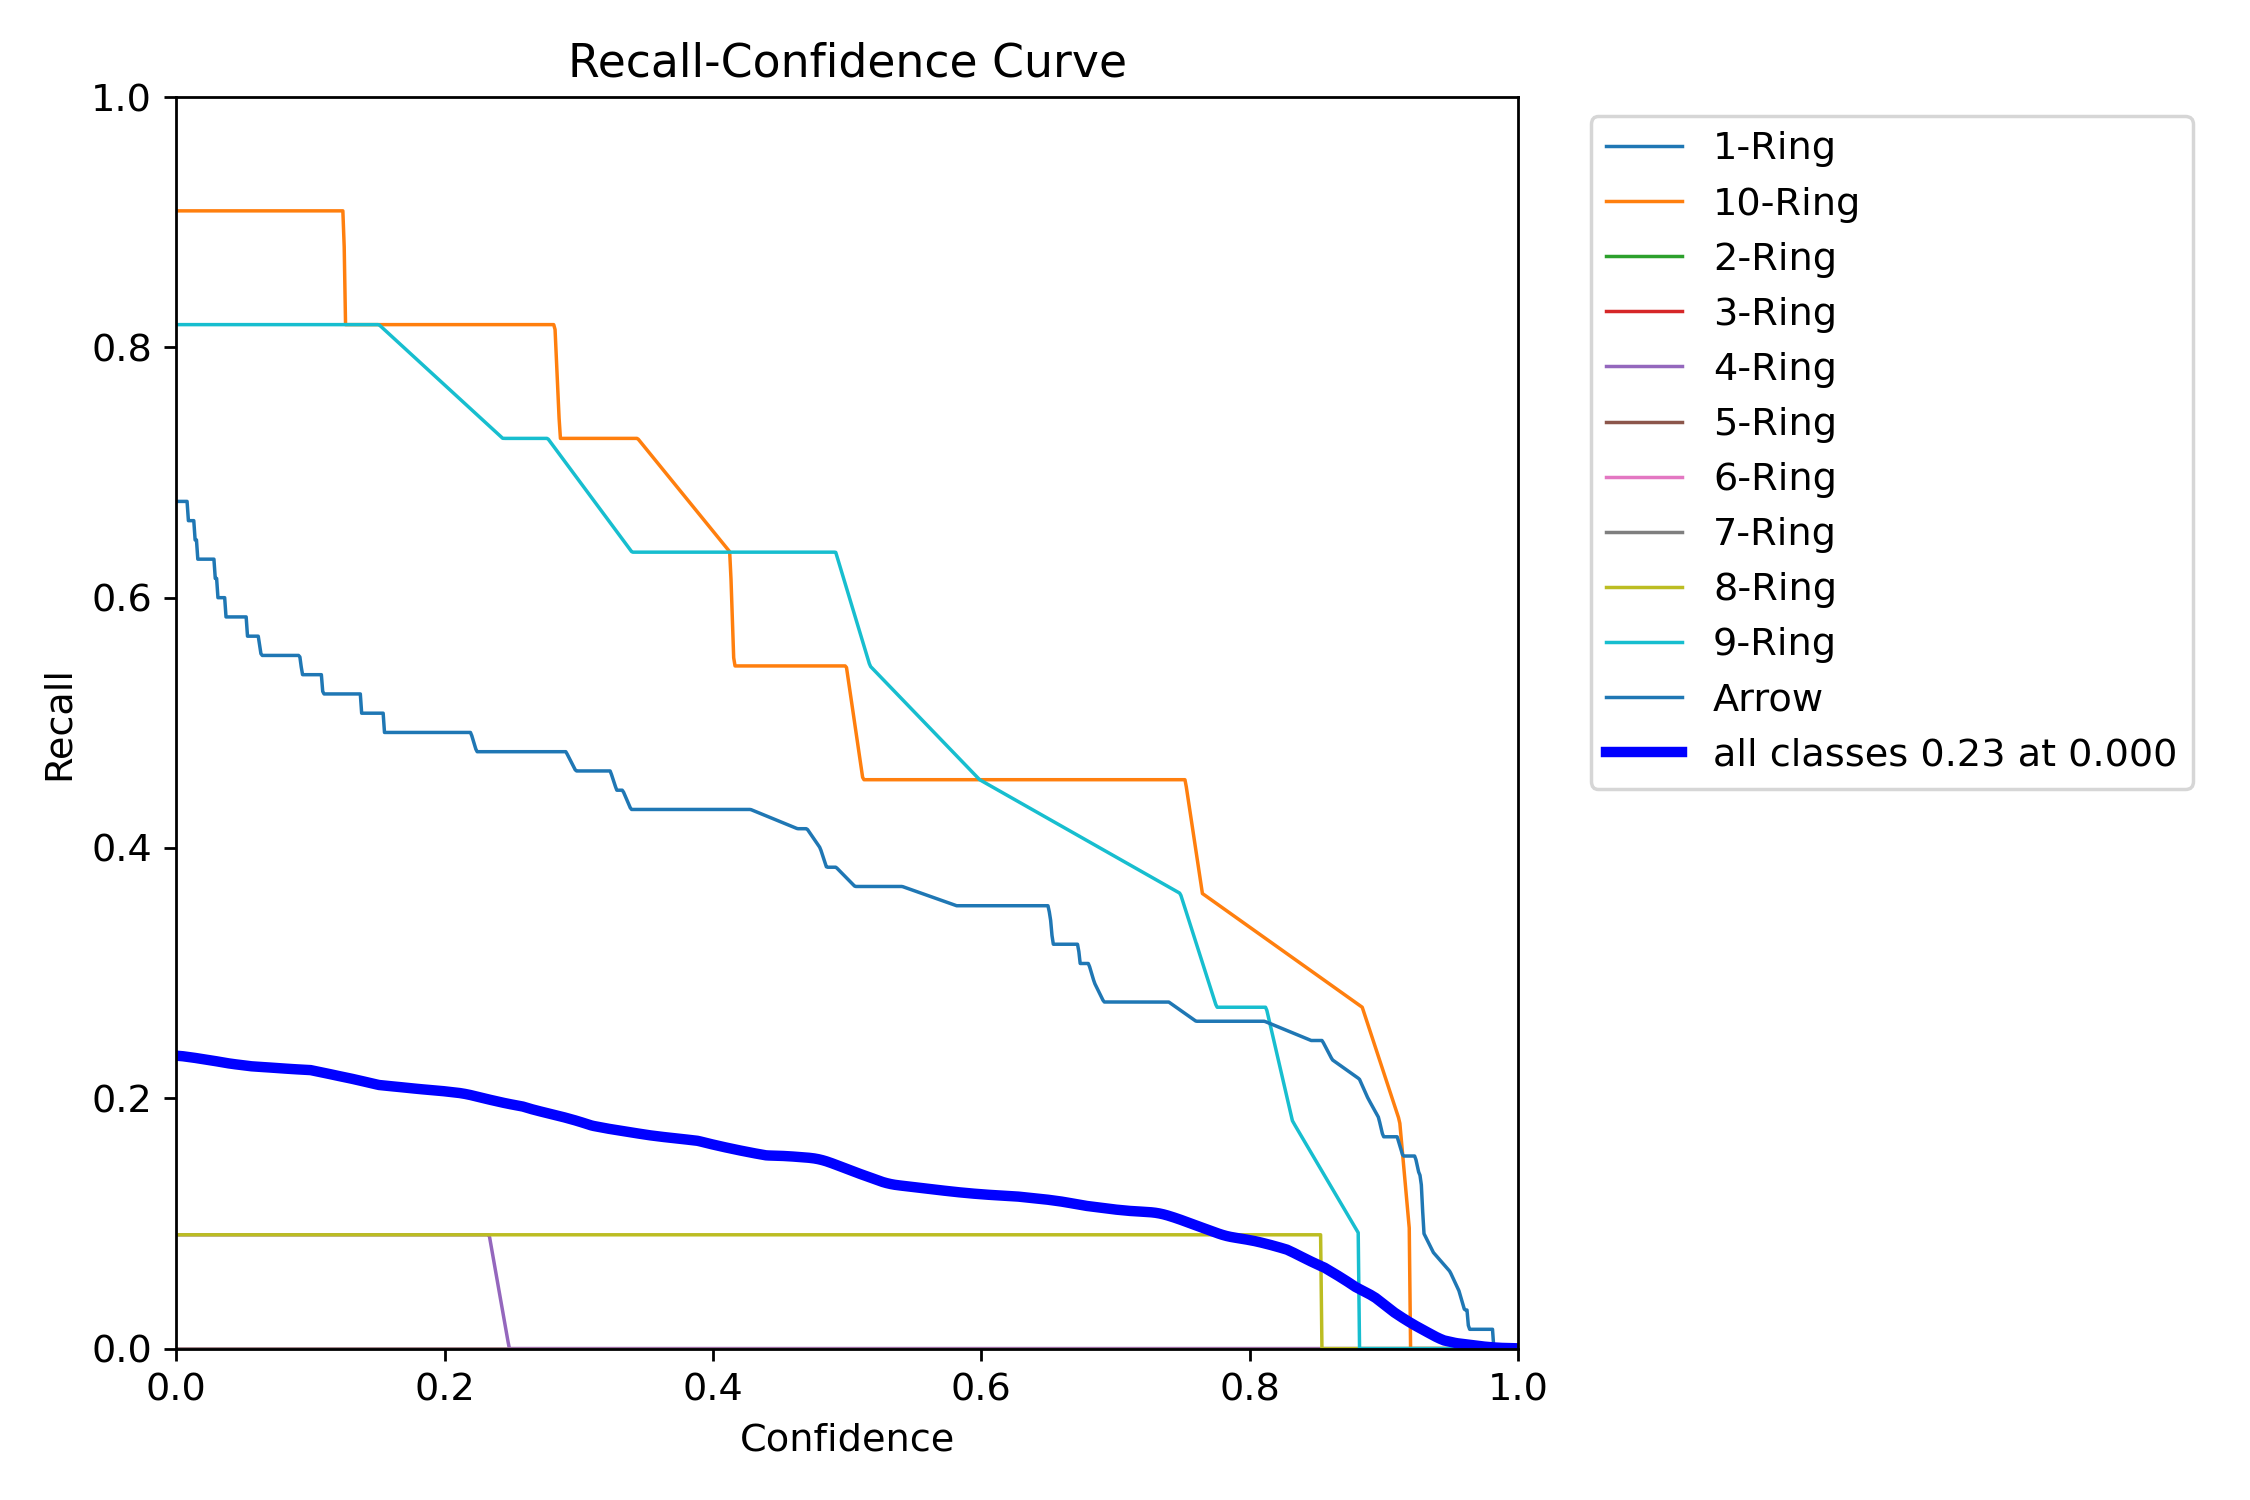 Recall-Confidence Curve
1.0
0.8
0.6
0.4
0.2
0.0
Recall
0.0 0.2 0.4 0.6 0.8 1.0
Confidence
1-Ring
10-Ring
2-Ring
3-Ring
4-Ring
5-Ring
6-Ring
7-Ring
8-Ring
9-Ring
Arrow
all classes 0.23 at 0.000